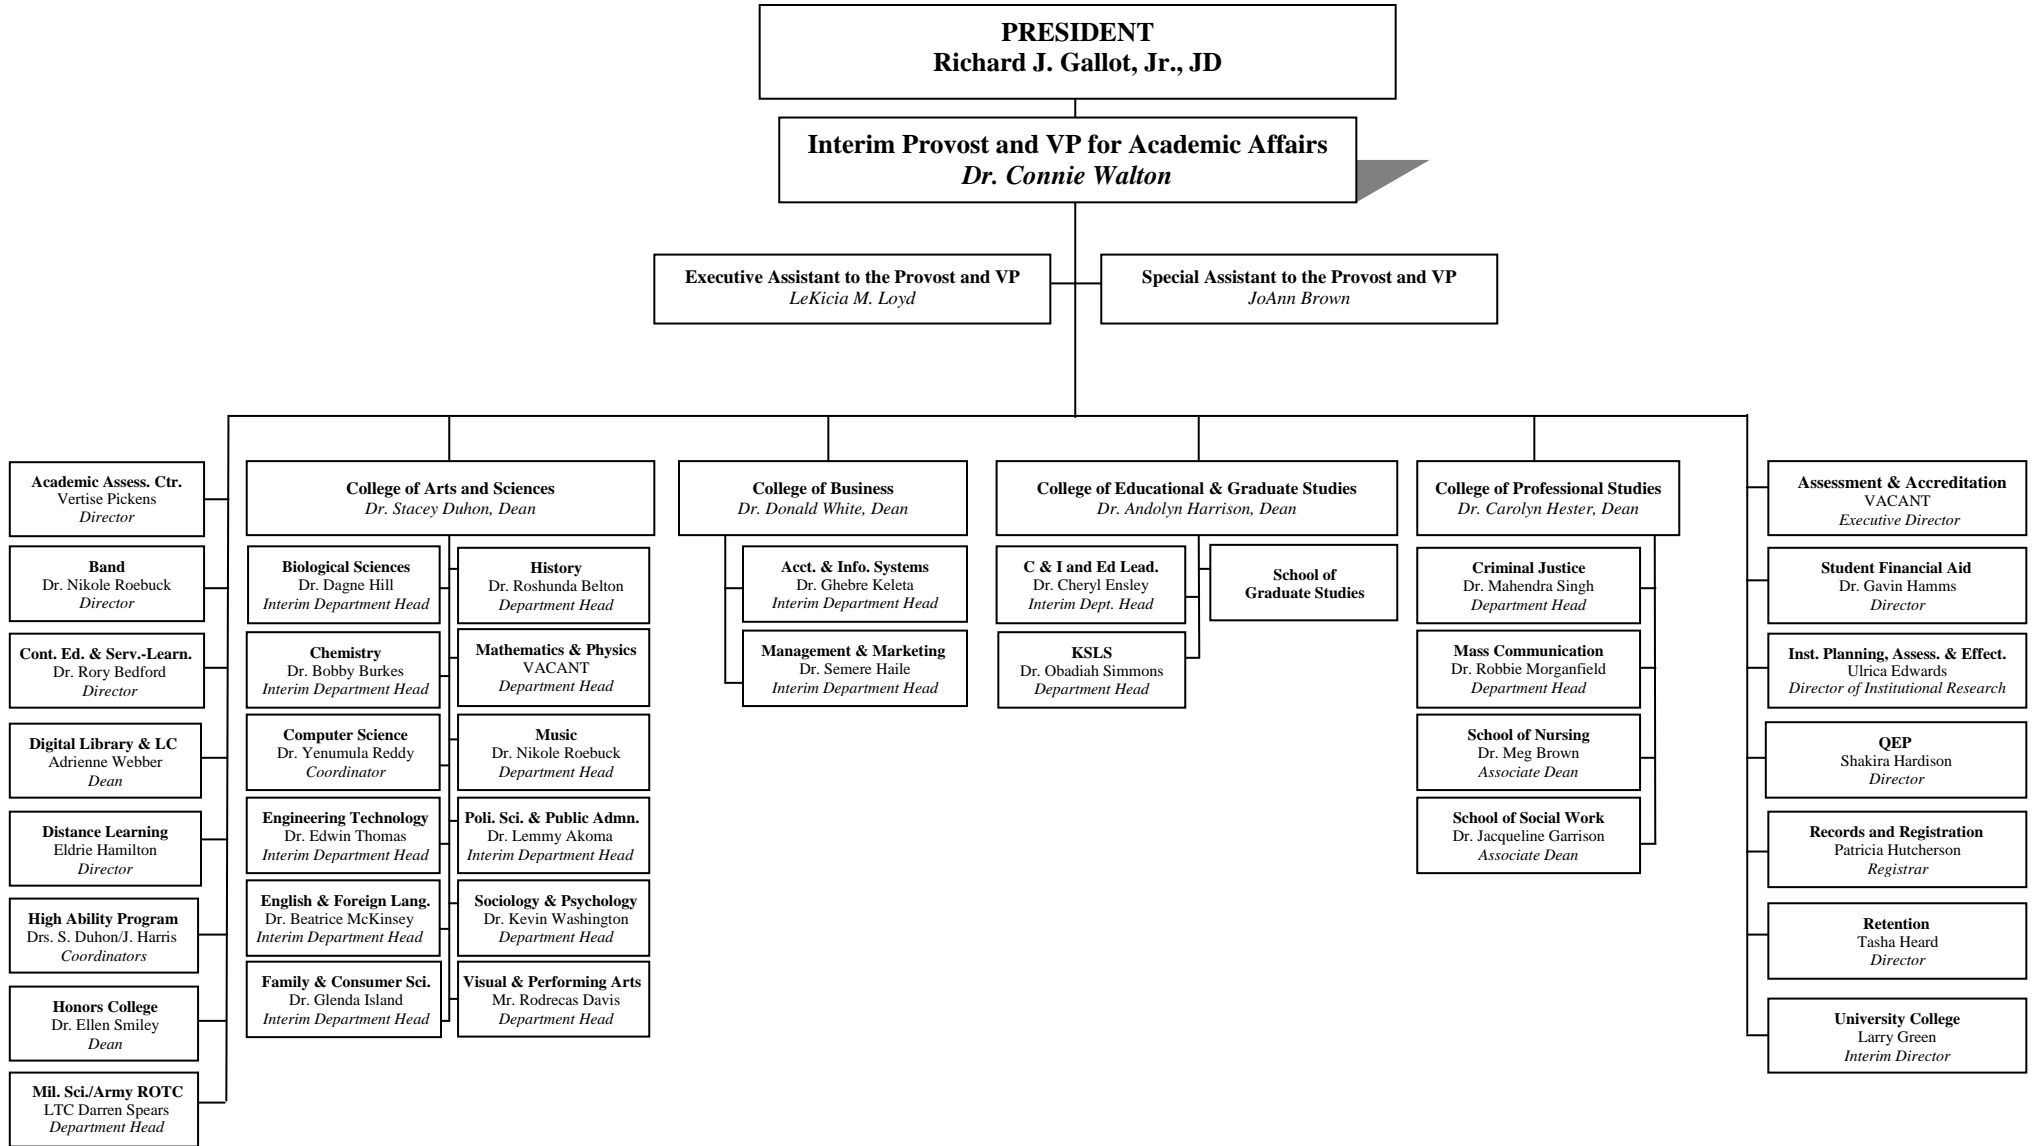 PRESIDENT
Richard J. Gallot, Jr., JD
Interim Provost and VP for Academic Affairs
Dr. Connie Walton
Executive Assistant to the Provost and VP
LeKicia M. Loyd
Special Assistant to the Provost and VP
JoAnn Brown
Academic Assess. Ctr.
Vertise Pickens
Director
Band
Dr. Nikole Roebuck
Director
Cont. Ed. & Serv.-Learn.
Dr. Rory Bedford
Director
Digital Library & LC
Adrienne Webber
Dean
Distance Learning
Eldrie Hamilton
Director
High Ability Program
Drs. S. Duhon/J. Harris
Coordinators
Honors College
Dr. Ellen Smiley
Dean
Mil. Sci./Army ROTC
LTC Darren Spears
Department Head
College of Arts and Sciences
Dr. Stacey Duhon, Dean
Biological Sciences
Dr. Dagne Hill
Interim Department Head
Chemistry
Dr. Bobby Burkes
Interim Department Head
Computer Science
Dr. Yenumula Reddy
Coordinator
Engineering Technology
Dr. Edwin Thomas
Interim Department Head
English & Foreign Lang.
Dr. Beatrice McKinsey
Interim Department Head
Family & Consumer Sci.
Dr. Glenda Island
Interim Department Head
History
Dr. Roshunda Belton
Department Head
Mathematics & Physics
VACANT
Department Head
Music
Dr. Nikole Roebuck
Department Head
Poli. Sci. & Public Admn.
Dr. Lemmy Akoma
Interim Department Head
Sociology & Psychology
Dr. Kevin Washington
Department Head
Visual & Performing Arts
Mr. Rodrecas Davis
Department Head
College of Business
Dr. Donald White, Dean
Acct. & Info. Systems
Dr. Ghebre Keleta
Interim Department Head
Management & Marketing
Dr. Semere Haile
Interim Department Head
College of Educational & Graduate Studies
Dr. Andolyn Harrison, Dean
C & I and Ed Lead.
Dr. Cheryl Ensley
Interim Dept. Head
KSLS
Dr. Obadiah Simmons
Department Head
School of
Graduate Studies
College of Professional Studies
Dr. Carolyn Hester, Dean
Criminal Justice
Dr. Mahendra Singh
Department Head
Mass Communication
Dr. Robbie Morganfield
Department Head
School of Nursing
Dr. Meg Brown
Associate Dean
School of Social Work
Dr. Jacqueline Garrison
Associate Dean
Assessment & Accreditation
VACANT
Executive Director
Student Financial Aid
Dr. Gavin Hamms
Director
Inst. Planning, Assess. & Effect.
Ulrica Edwards
Director of Institutional Research
QEP
Shakira Hardison
Director
Records and Registration
Patricia Hutcherson
Registrar
Retention
Tasha Heard
Director
University College
Larry Green
Interim Director